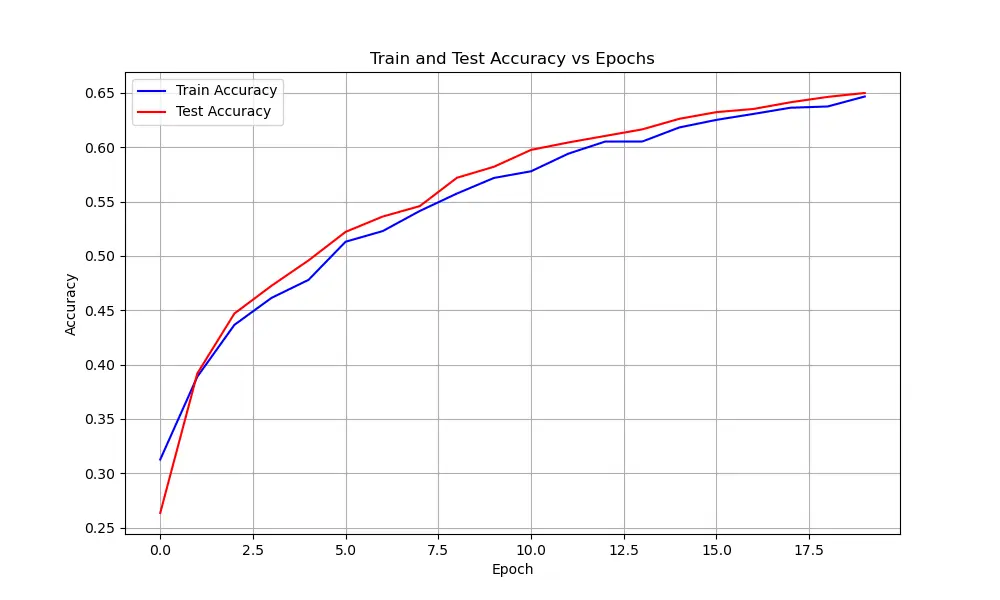 Train and Test Accuracy vs Epochs
Train Accuracy
Test Accuracy
Accuracy
0.65
0.60
0.55
0.50
0.45
0.40
0.35
0.30
0.25
0.0 2.5 5.0 7.5 10.0 12.5 15.0 17.5
Epoch